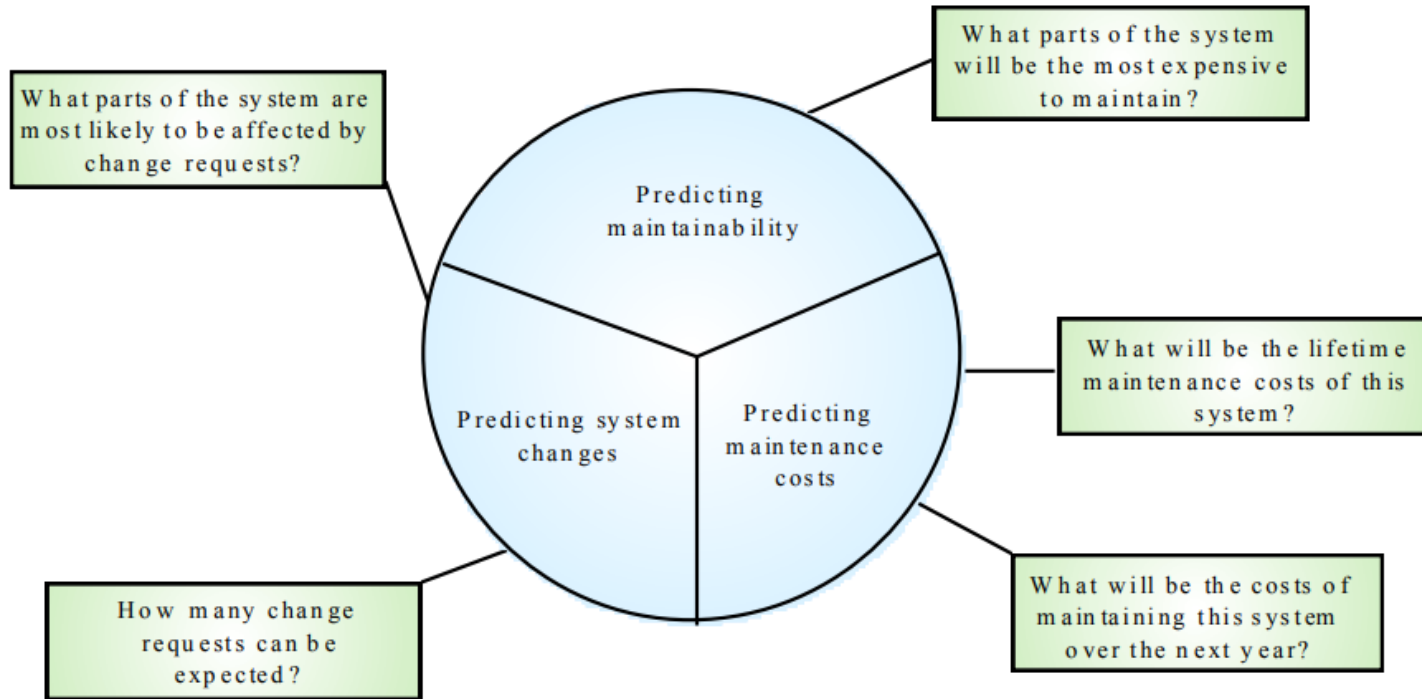 What parts of the system
will be the most expensive
to maintain?
What parts of the system are
most likely to be affected by
change requests?
Predicting
maintainability
What will be the lifetime
maintenance costs of this
system?
Predicting system
changes
Predicting
maintenance
costs
What will be the costs of
maintaining this system
over the next year?
How many change
requests can be
expected?